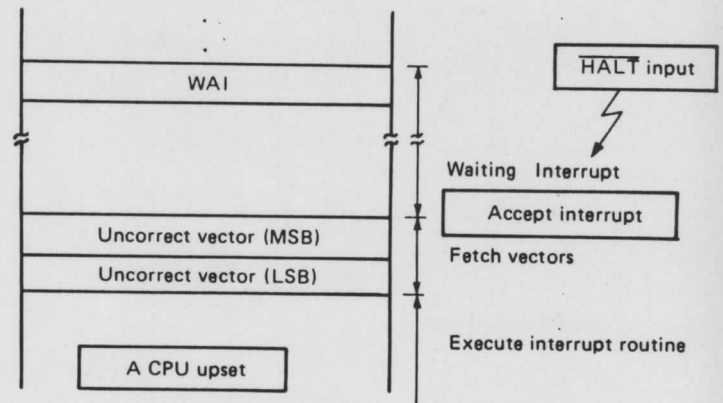 WAI
HALT input
Waiting Interrupt
Accept interrupt
Uncorrect vector (MSB)
Fetch vectors
Uncorrect vector (LSB)
Execute interrupt routine
A CPU upset